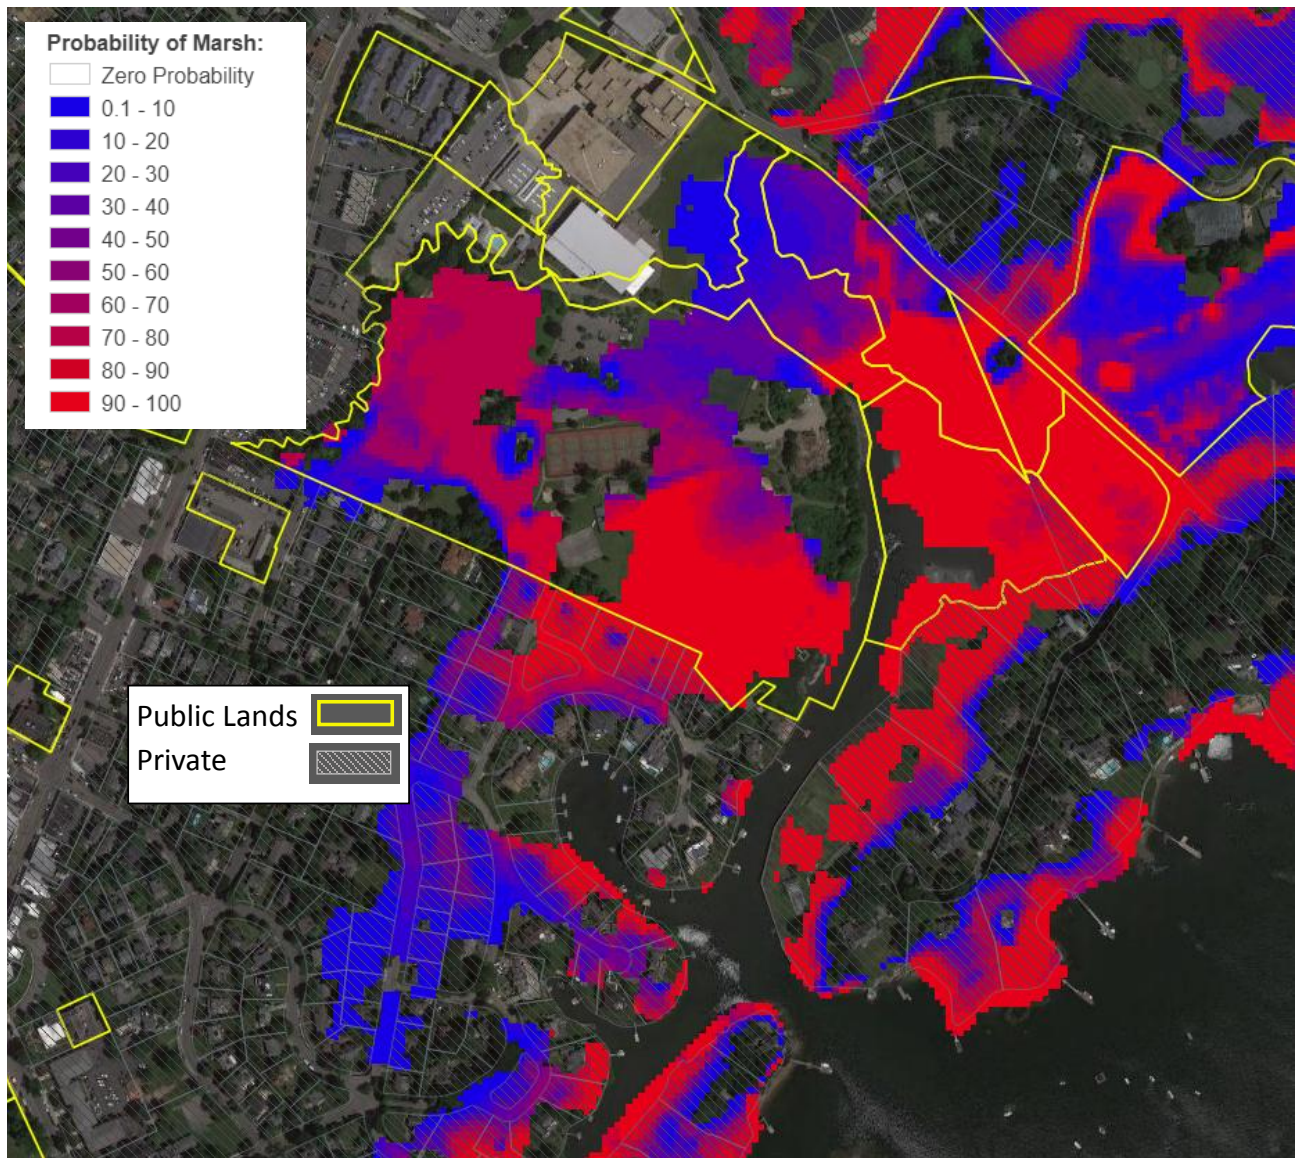 Probability of Marsh:
Zero Probability
0.1 - 10
10 - 20
20 - 30
30 - 40
40 - 50
50 - 60
60 - 70
70 - 80
80 - 90
90 - 100
Public Lands
Private